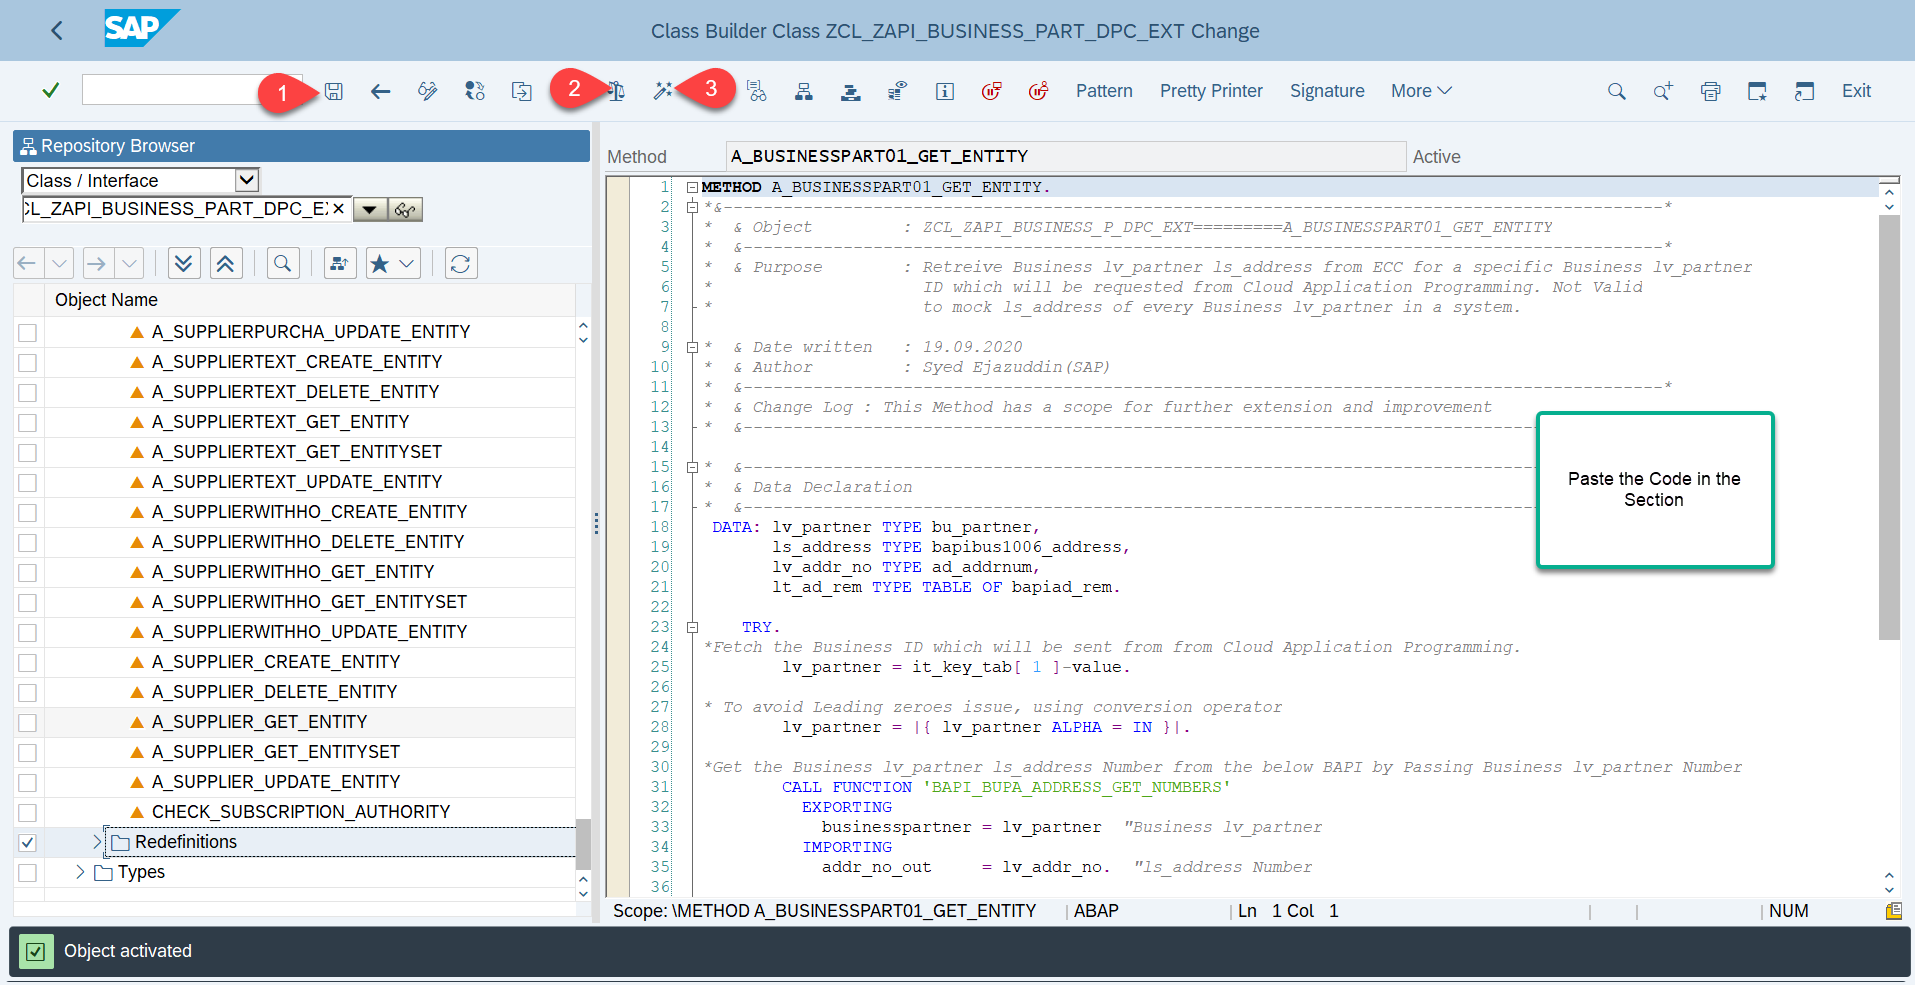 SAP
Class Builder Class ZCL_ZAPI_BUSINESS_PART_DPC_EXT Change
1
2
3
Pattern
Pretty Printer
Signature
More
Exit
Repository Browser
Class / Interface
CL_ZAPI_BUSINESS_PART_DPC_E
Object Name
A_SUPPLIERPURCHA_UPDATE_ENTITY
A_SUPPLIERTEXT_CREATE_ENTITY
A_SUPPLIERTEXT_DELETE_ENTITY
A_SUPPLIERTEXT_GET_ENTITY
A_SUPPLIERTEXT_GET_ENTITYSET
A_SUPPLIERTEXT_UPDATE_ENTITY
A_SUPPLIERWITHHO_CREATE_ENTITY
A_SUPPLIERWITHHO_DELETE_ENTITY
A_SUPPLIERWITHHO_GET_ENTITY
A_SUPPLIERWITHHO_GET_ENTITYSET
A_SUPPLIERWITHHO_UPDATE_ENTITY
A_SUPPLIER_CREATE_ENTITY
A_SUPPLIER_DELETE_ENTITY
A_SUPPLIER_GET_ENTITY
A_SUPPLIER_GET_ENTITYSET
A_SUPPLIER_UPDATE_ENTITY
CHECK_SUBSCRIPTION_AUTHORITY
Redefinitions
Types
Method A_BUSINESSPART01_GET_ENTITY Active
1 METHOD A_BUSINESSPART01_GET_ENTITY.
2 *&--------------------------------------------------------------------------------------------*
3 * & Object : ZCL_ZAPI_BUSINESS_P_DPC_EXT=========A_BUSINESSPART01_GET_ENTITY
4 * &--------------------------------------------------------------------------------------------*
5 * & Purpose : Retreive Business lv_partner ls_address from ECC for a specific Business lv_partner
6 * ID which will be requested from Cloud Application Programming. Not Valid
7 * to mock ls_address of every Business lv_partner in a system.
8
9 * & Date written : 19.09.2020
10 * & Author : Syed Ejazuddin(SAP)
11 * &--------------------------------------------------------------------------------------------*
12 * & Change Log : This Method has a scope for further extension and improvement
13 * &--------------------------------------------------------------------------------
14
15 * &--------------------------------------------------------------------------------
16 * & Data Declaration
17 * &--------------------------------------------------------------------------------
18 DATA: lv_partner TYPE bu_partner,
19 ls_address TYPE bapibus1006_address,
20 lv_addr_no TYPE ad_addrnum,
21 lt_ad_rem TYPE TABLE OF bapiad_rem.
22
23 TRY.
24 *Fetch the Business ID which will be sent from from Cloud Application Programming.
25 lv_partner = it_key_tab[ 1 ]-value.
26
27 * To avoid Leading zeroes issue, using conversion operator
28 lv_partner = |{ lv_partner ALPHA = IN }|.
29
30 *Get the Business lv_partner ls_address Number from the below BAPI by Passing Business lv_partner Number
31 CALL FUNCTION 'BAPI_BUPA_ADDRESS_GET_NUMBERS'
32 EXPORTING
33 businesspartner = lv_partner "Business lv_partner
34 IMPORTING
35 addr_no_out = lv_addr_no. "ls_address Number
36
Paste the Code in the
Section
Scope: \METHOD A_BUSINESSPART01_GET_ENTITY ABAP Ln 1 Col 1 NUM
Object activated